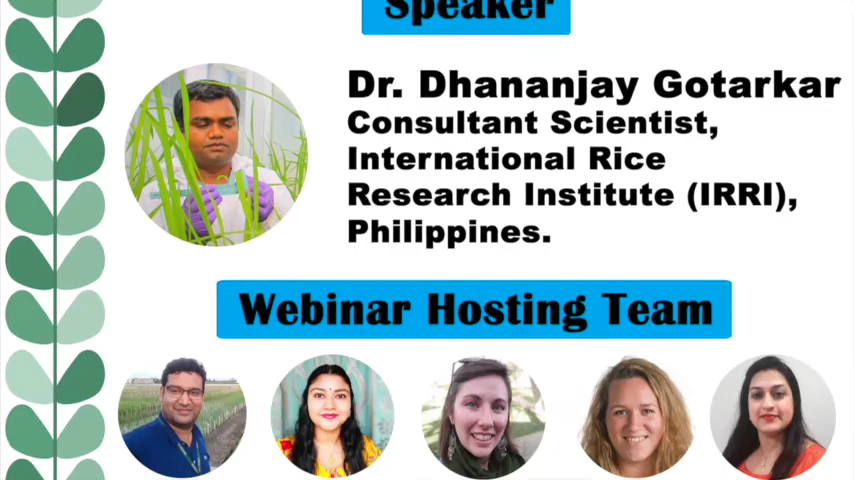 Speaker
Dr. Dhananjay Gotarkar
Consultant Scientist,
International Rice
Research Institute (IRRI),
Philippines.
Webinar Hosting Team